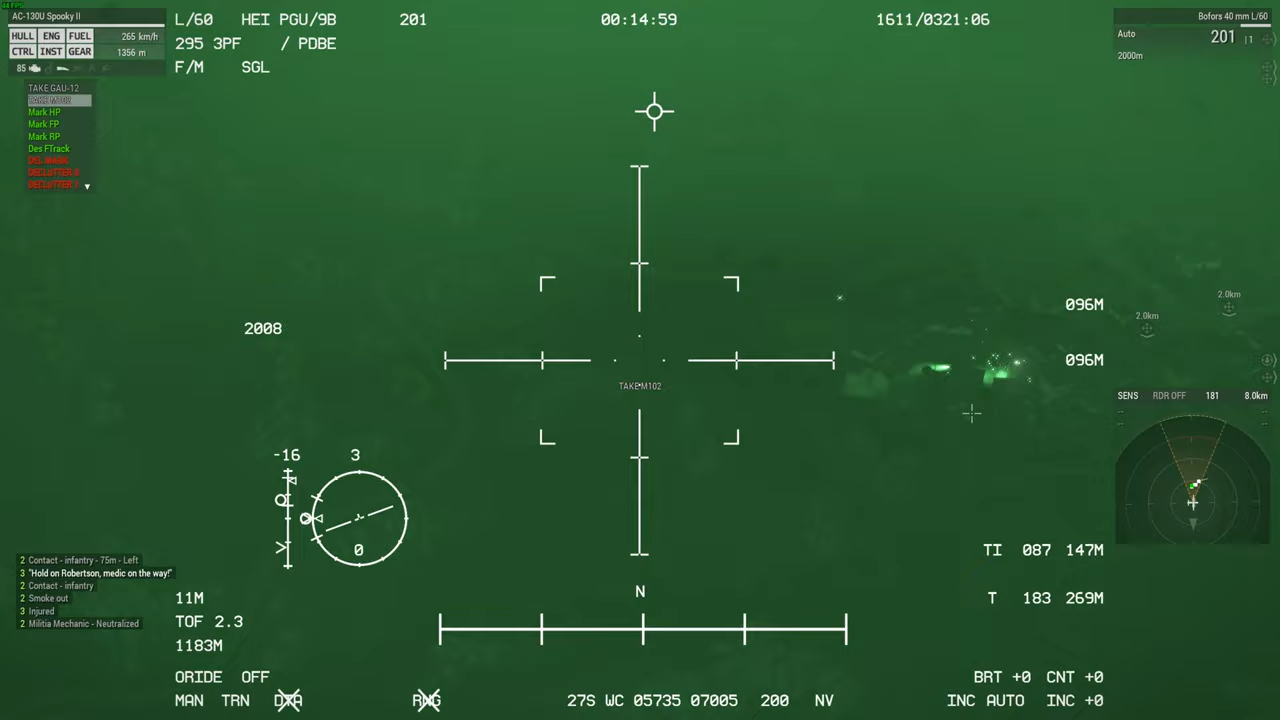 44 FPS
AC-130U Spooky II
HULL ENG FUEL 265 km/h
CTRL INST GEAR 1356 m
85
TAKE GAU-12
TAKE M102
Mark HP
Mark FP
Mark RP
Des FTrack
L/60 HEI PGU/9B 201 00:14:59 1611/0321:06
295 3PF / PDBE
F/M SGL
Bofors 40 mm L/60
Auto 201 |1
2000m
2008
096M
2.0km
2.0km
096M
TAKE M102
SENS RDR OFF 181 8.0km
-16 3
0
2 Contact - infantry - 75m - Left
3 "Hold on Robertson, medic on the way!"
2 Contact - infantry
2 Smoke out
3 Injured
2 Militia Mechanic - Neutralized
TI 087 147M
N
11M
T 183 269M
TOF 2.3
1183M
ORIDE OFF
BRT +0 CNT +0
MAN TRN DTA RNG 27S WC 05735 07005 200 NV INC AUTO INC +0